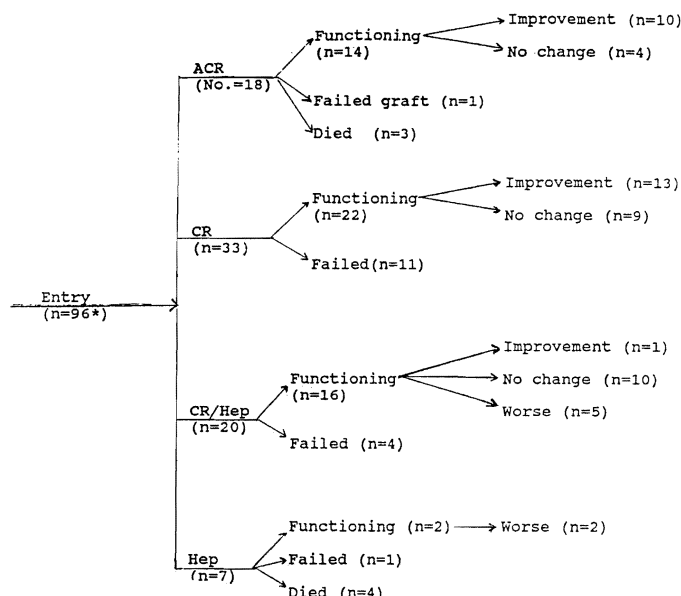 Improvement (n=10)
Functioning
(n=14)
No change (n=4)
ACR
(No.=18)
Failed graft (n=1)
Died (n=3)
Improvement (n=13)
Functioning
(n=22)
No change (n=9)
CR
(n=33)
Failed(n=11)
Entry
(n=96*)
Improvement (n=1)
Functioning
(n=16)
No change (n=10)
Worse (n=5)
CR/Hep
(n=20)
Failed (n=4)
Functioning (n=2)
Worse (n=2)
Hep
(n=7)
Failed (n=1)
Died (n=4)